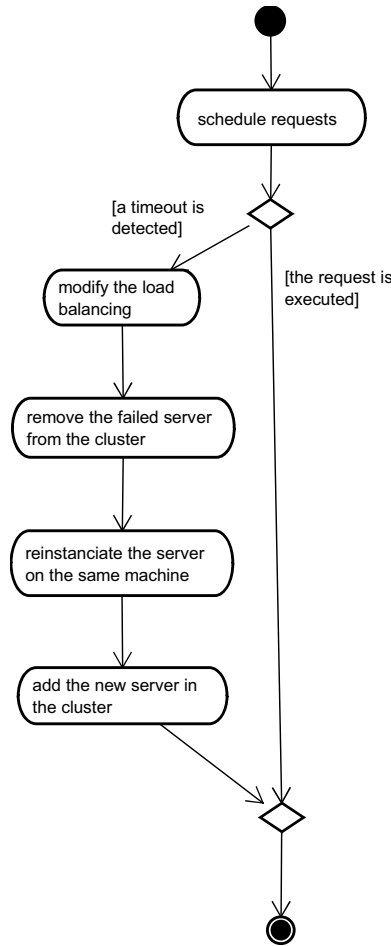 schedule requests
[a timeout is
detected]
[the request is
executed]
modify the load
balancing
remove the failed server
from the cluster
reinstanciate the server
on the same machine
add the new server in
the cluster